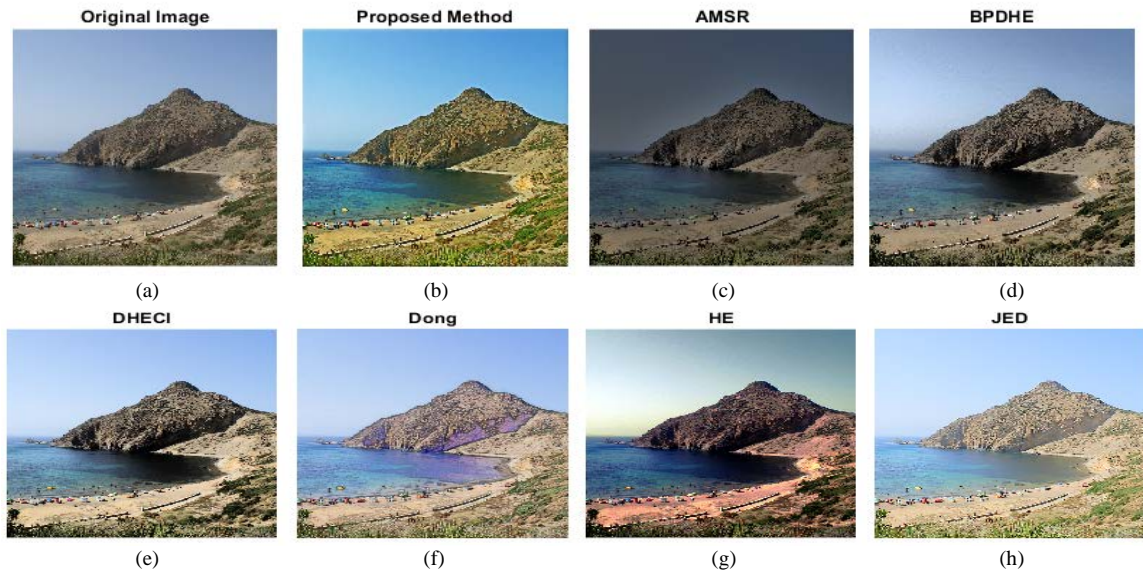 Original Image
Proposed Method
AMSR
BPDHE
(a)
(b)
(c)
(d)
DHECI
Dong
HE
JED
(e)
(f)
(g)
(h)